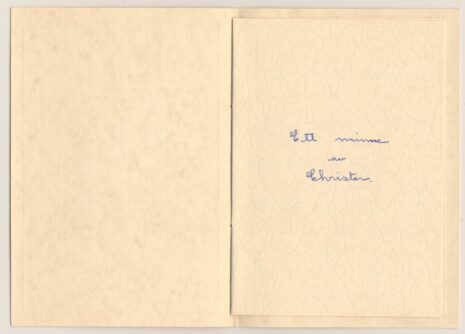 Ett minne
av
Christer.